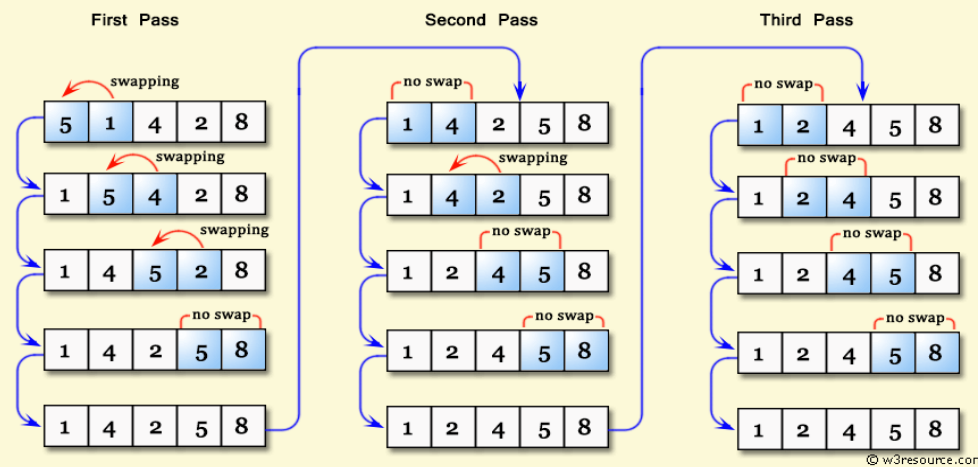 First Pass
swapping
5 1 4 2 8
swapping
1 5 4 2 8
swapping
1 4 5 2 8
no swap
1 4 2 5 8
1 4 2 5 8
Second Pass
no swap
1 4 2 5 8
swapping
1 4 2 5 8
no swap
1 2 4 5 8
no swap
1 2 4 5 8
1 2 4 5 8
Third Pass
no swap
1 2 4 5 8
no swap
1 2 4 5 8
no swap
1 2 4 5 8
no swap
1 2 4 5 8
1 2 4 5 8
© w3resource.com